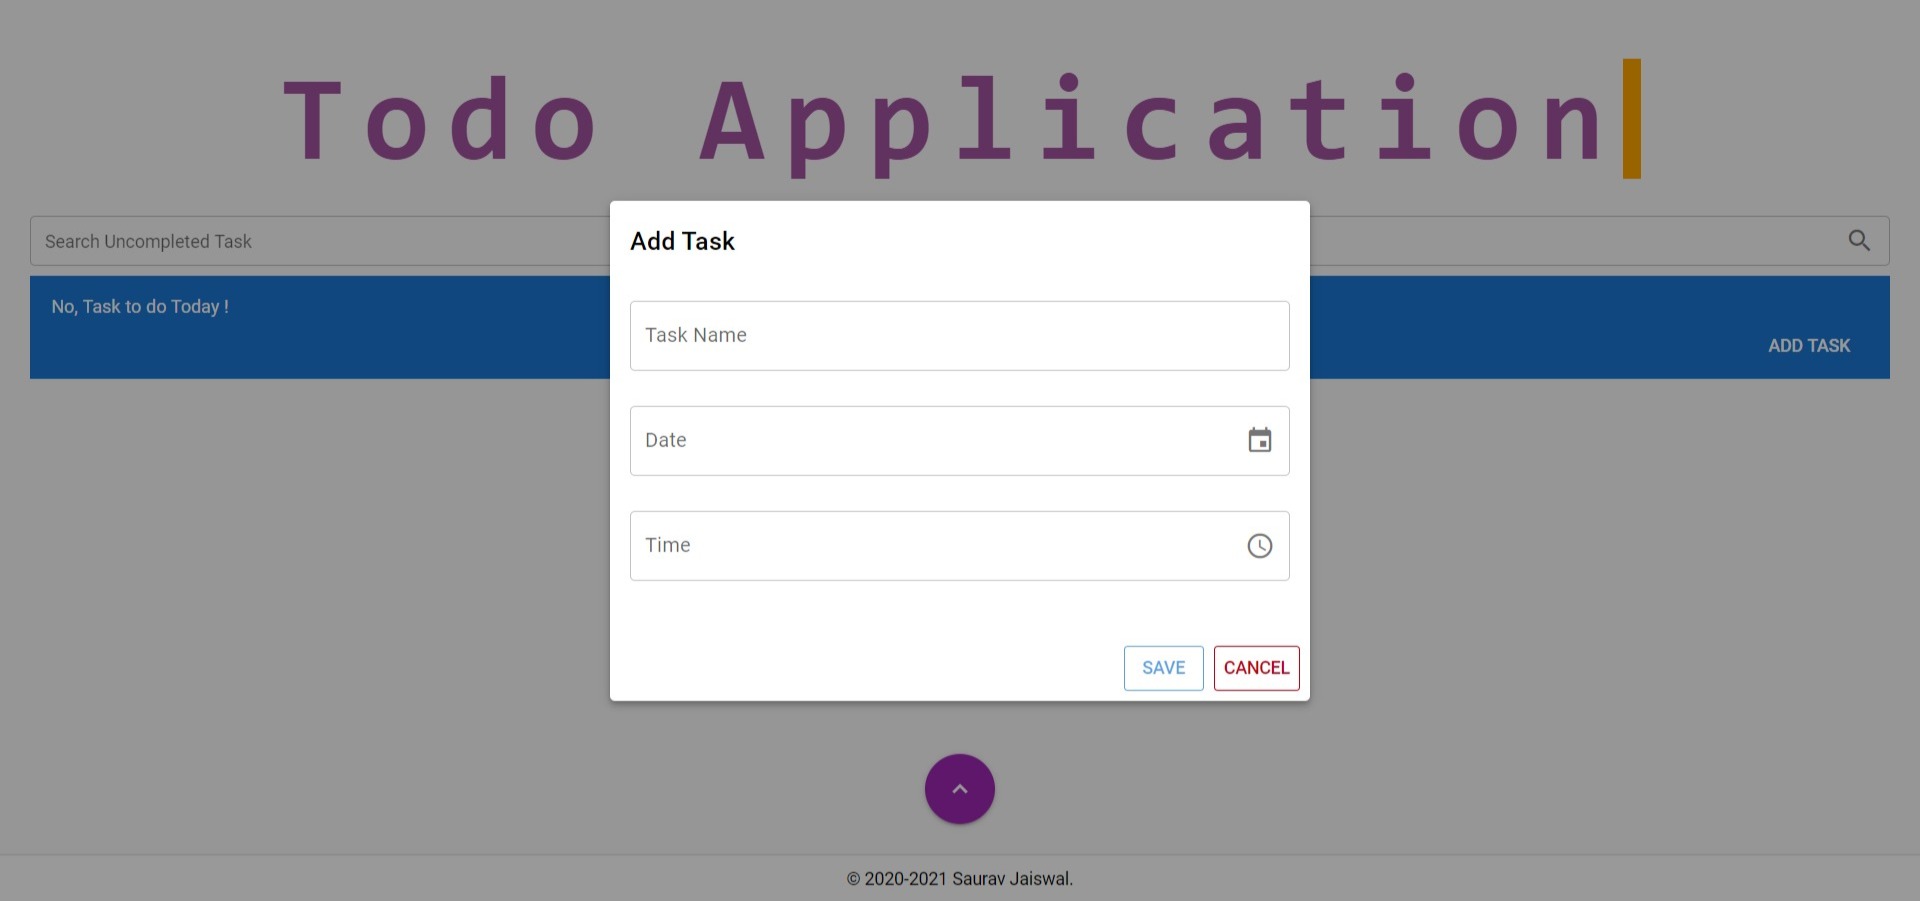 Todo Application
Search Uncompleted Task
No, Task to do Today !
ADD TASK
Add Task
Task Name
Date
Time
SAVE
CANCEL
© 2020-2021 Saurav Jaiswal.